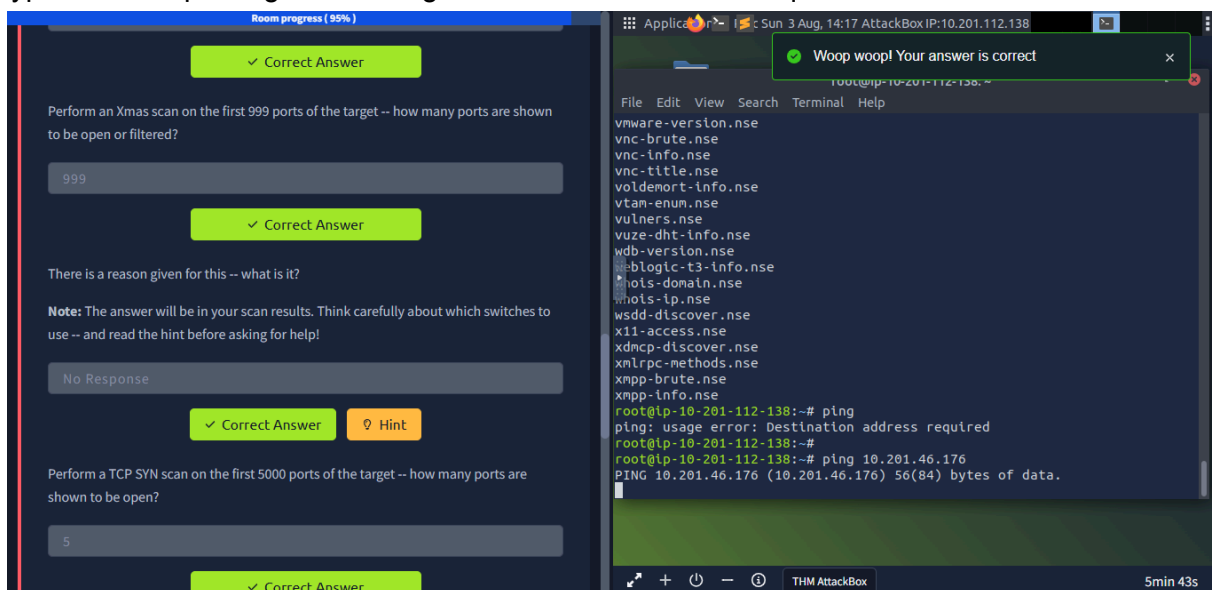 Room progress ( 95% )
✓ Correct Answer
Perform an Xmas scan on the first 999 ports of the target -- how many ports are shown
to be open or filtered?
999
✓ Correct Answer
There is a reason given for this -- what is it?
Note: The answer will be in your scan results. Think carefully about which switches to
use -- and read the hint before asking for help!
No Response
✓ Correct Answer
Hint
Perform a TCP SYN scan on the first 5000 ports of the target -- how many ports are
shown to be open?
5
✓ Correct Answer
Sun 3 Aug, 14:17 AttackBox IP:10.201.112.138
Woop woop! Your answer is correct
root@ip-10-201-112-138: ~
File Edit View Search Terminal Help
vmware-version.nse
vnc-brute.nse
vnc-info.nse
vnc-title.nse
voldemort-info.nse
vtam-enum.nse
vulners.nse
vuze-dht-info.nse
wdb-version.nse
weblogic-t3-info.nse
whois-domain.nse
whois-ip.nse
wsdd-discover.nse
x11-access.nse
xdmcp-discover.nse
xmlrpc-methods.nse
xmpp-brute.nse
xmpp-info.nse
root@ip-10-201-112-138:~# ping
ping: usage error: Destination address required
root@ip-10-201-112-138:~#
root@ip-10-201-112-138:~# ping 10.201.46.176
PING 10.201.46.176 (10.201.46.176) 56(84) bytes of data.
THM AttackBox
5min 43s